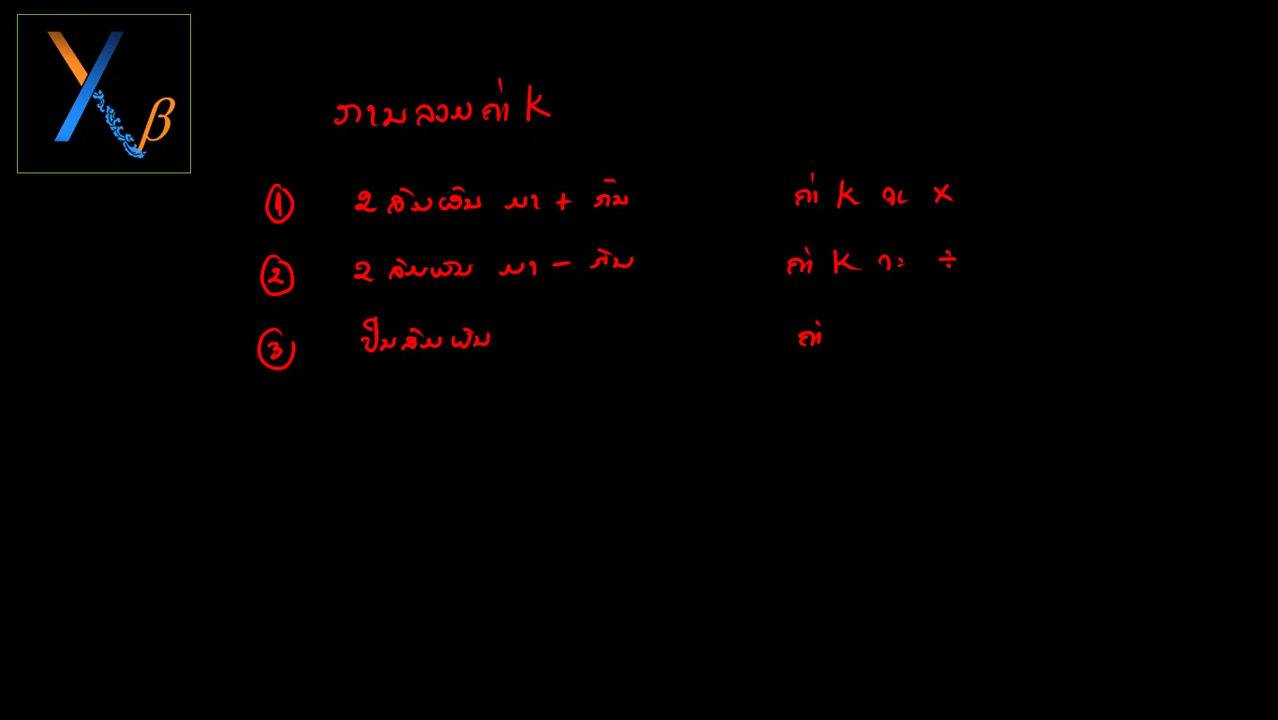 Xβ
ການລວມຄ່າ K
① 2 ສົມຜົນ ມາ + ກັນ ຄ່າ K ຈະ ×
② 2 ສົມຜົນ ມາ - ກັນ ຄ່າ K ຈະ ÷
③ ປີ້ນສົມຜົນ ຄ່າ